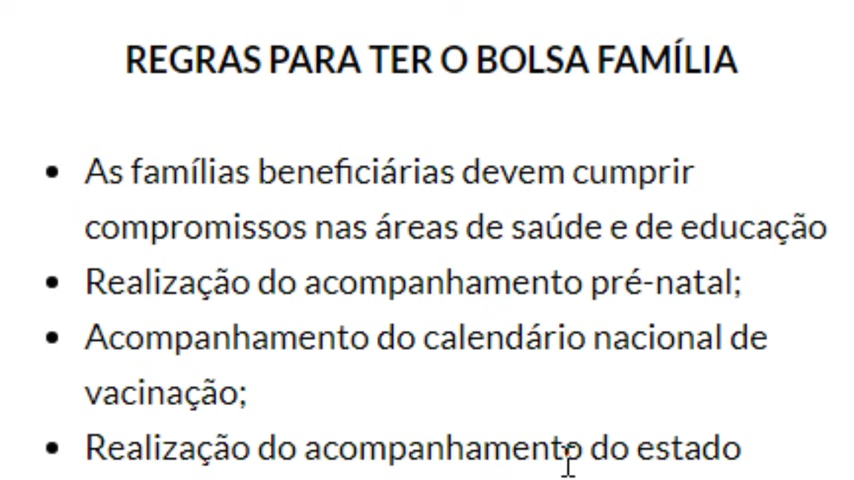 REGRAS PARA TER O BOLSA FAMÍLIA
• As famílias beneficiárias devem cumprir
compromissos nas áreas de saúde e de educação
• Realização do acompanhamento pré-natal;
• Acompanhamento do calendário nacional de
vacinação;
• Realização do acompanhamento do estado